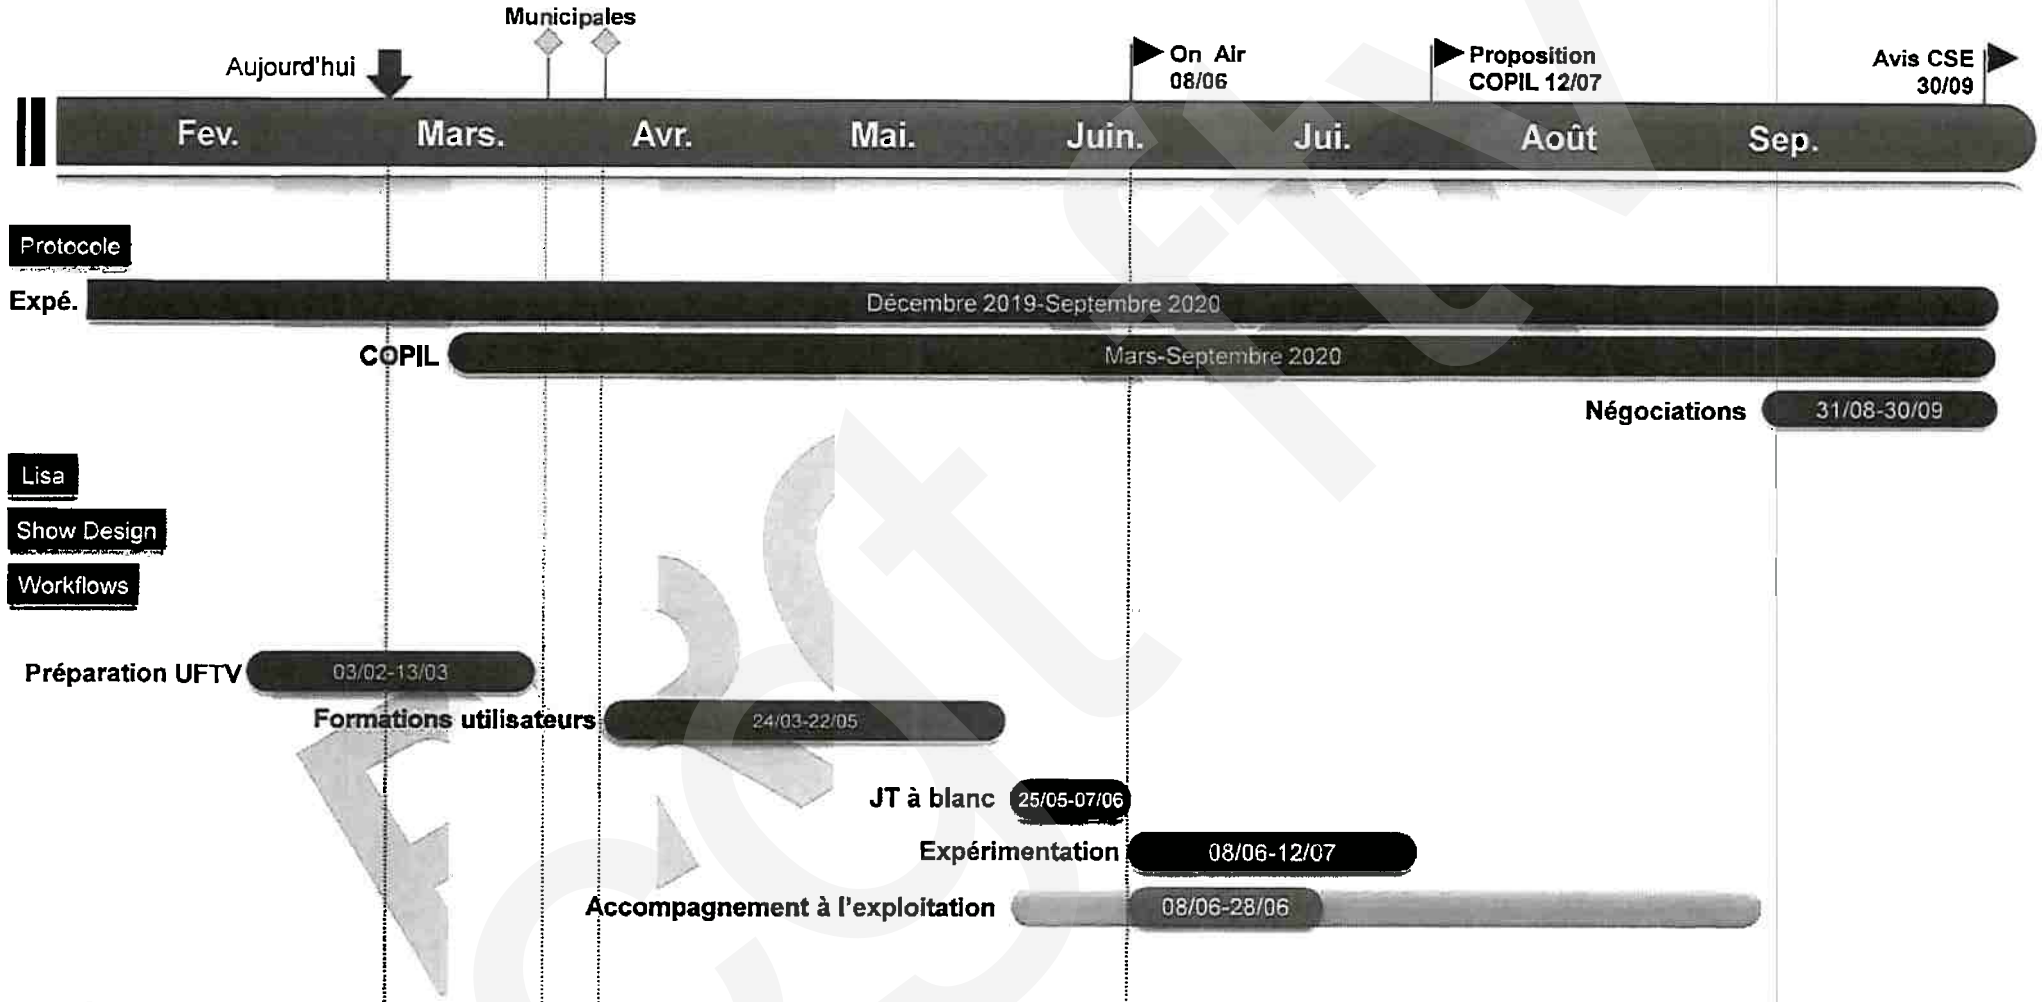 Municipales
Aujourd'hui
On Air
08/06
Proposition
COPIL 12/07
Avis CSE
30/09
Fev. Mars. Avr. Mai. Juin. Jui. Août Sep.
Protocole
Expé. Décembre 2019-Septembre 2020
COPIL Mars-Septembre 2020
Négociations 31/08-30/09
Lisa
Show Design
Workflows
Préparation UFTV 03/02-13/03
Formations utilisateurs 24/03-22/05
JT à blanc 25/05-07/06
Expérimentation 08/06-12/07
Accompagnement à l'exploitation 08/06-28/06
cgt ftv